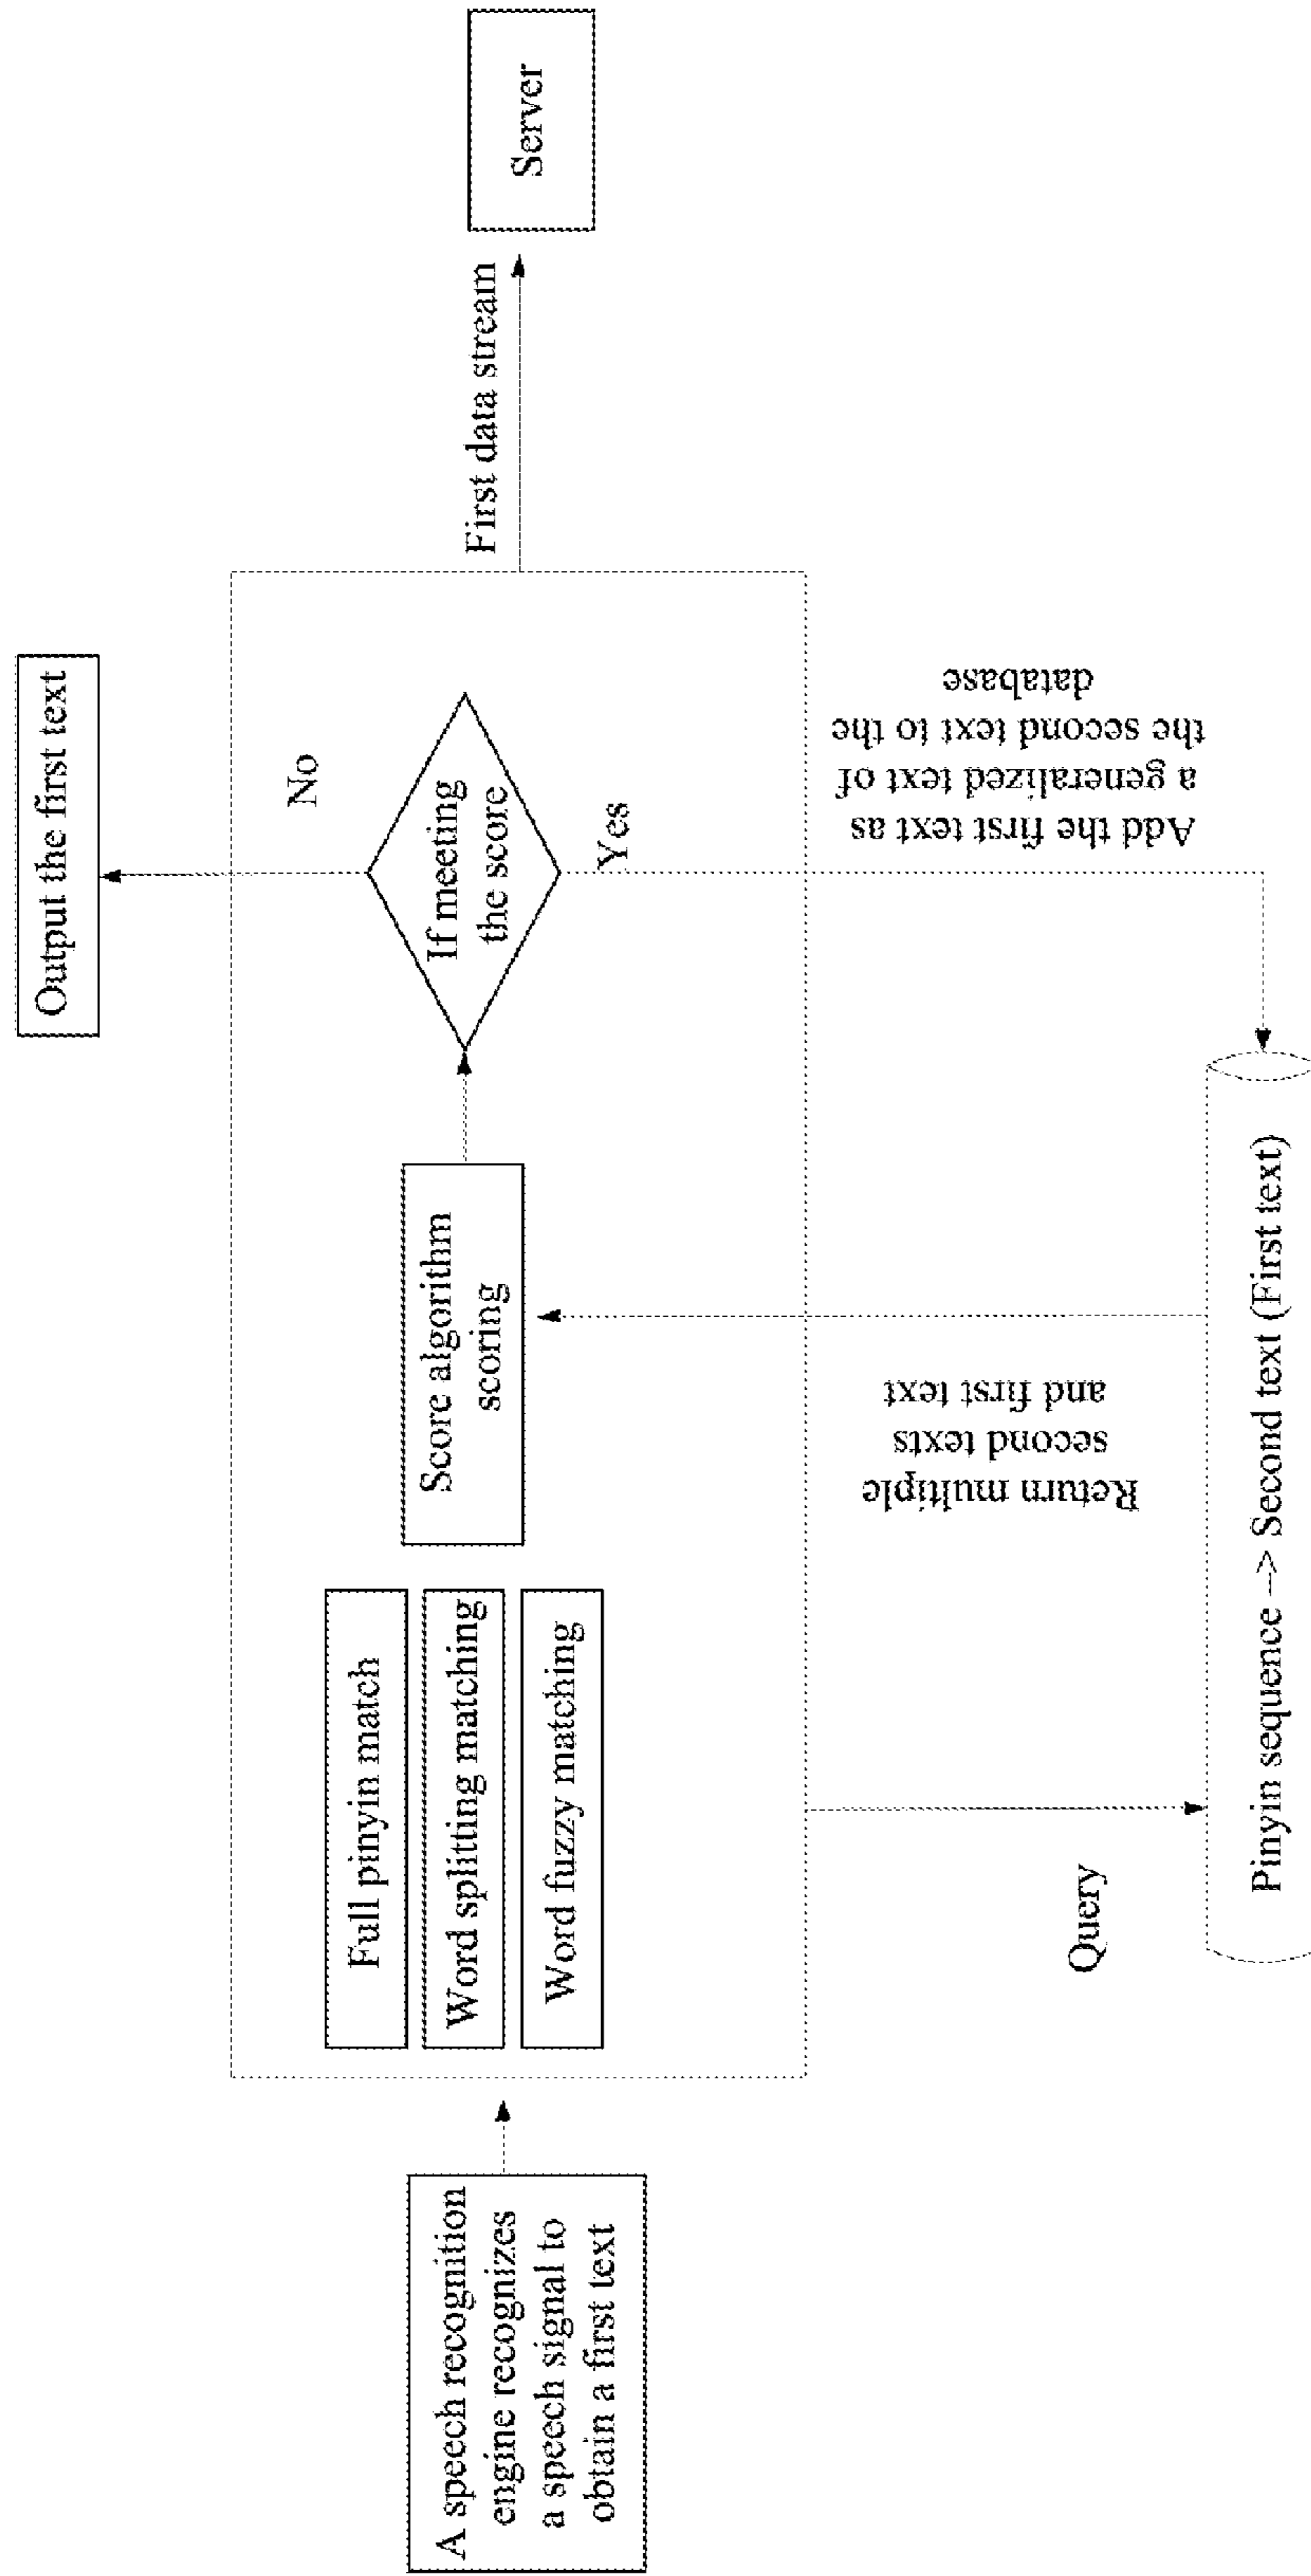 A speech recognition
engine recognizes
a speech signal to
obtain a first text
Full pinyin match
Word splitting matching
Word fuzzy matching
Score algorithm
scoring
If meeting
the score
No
Yes
Output the first text
First data stream
Server
Query
Return multiple
second texts
and first text
Add the first text as
a generalized text of
the second text to the
database
Pinyin sequence --> Second text (First text)